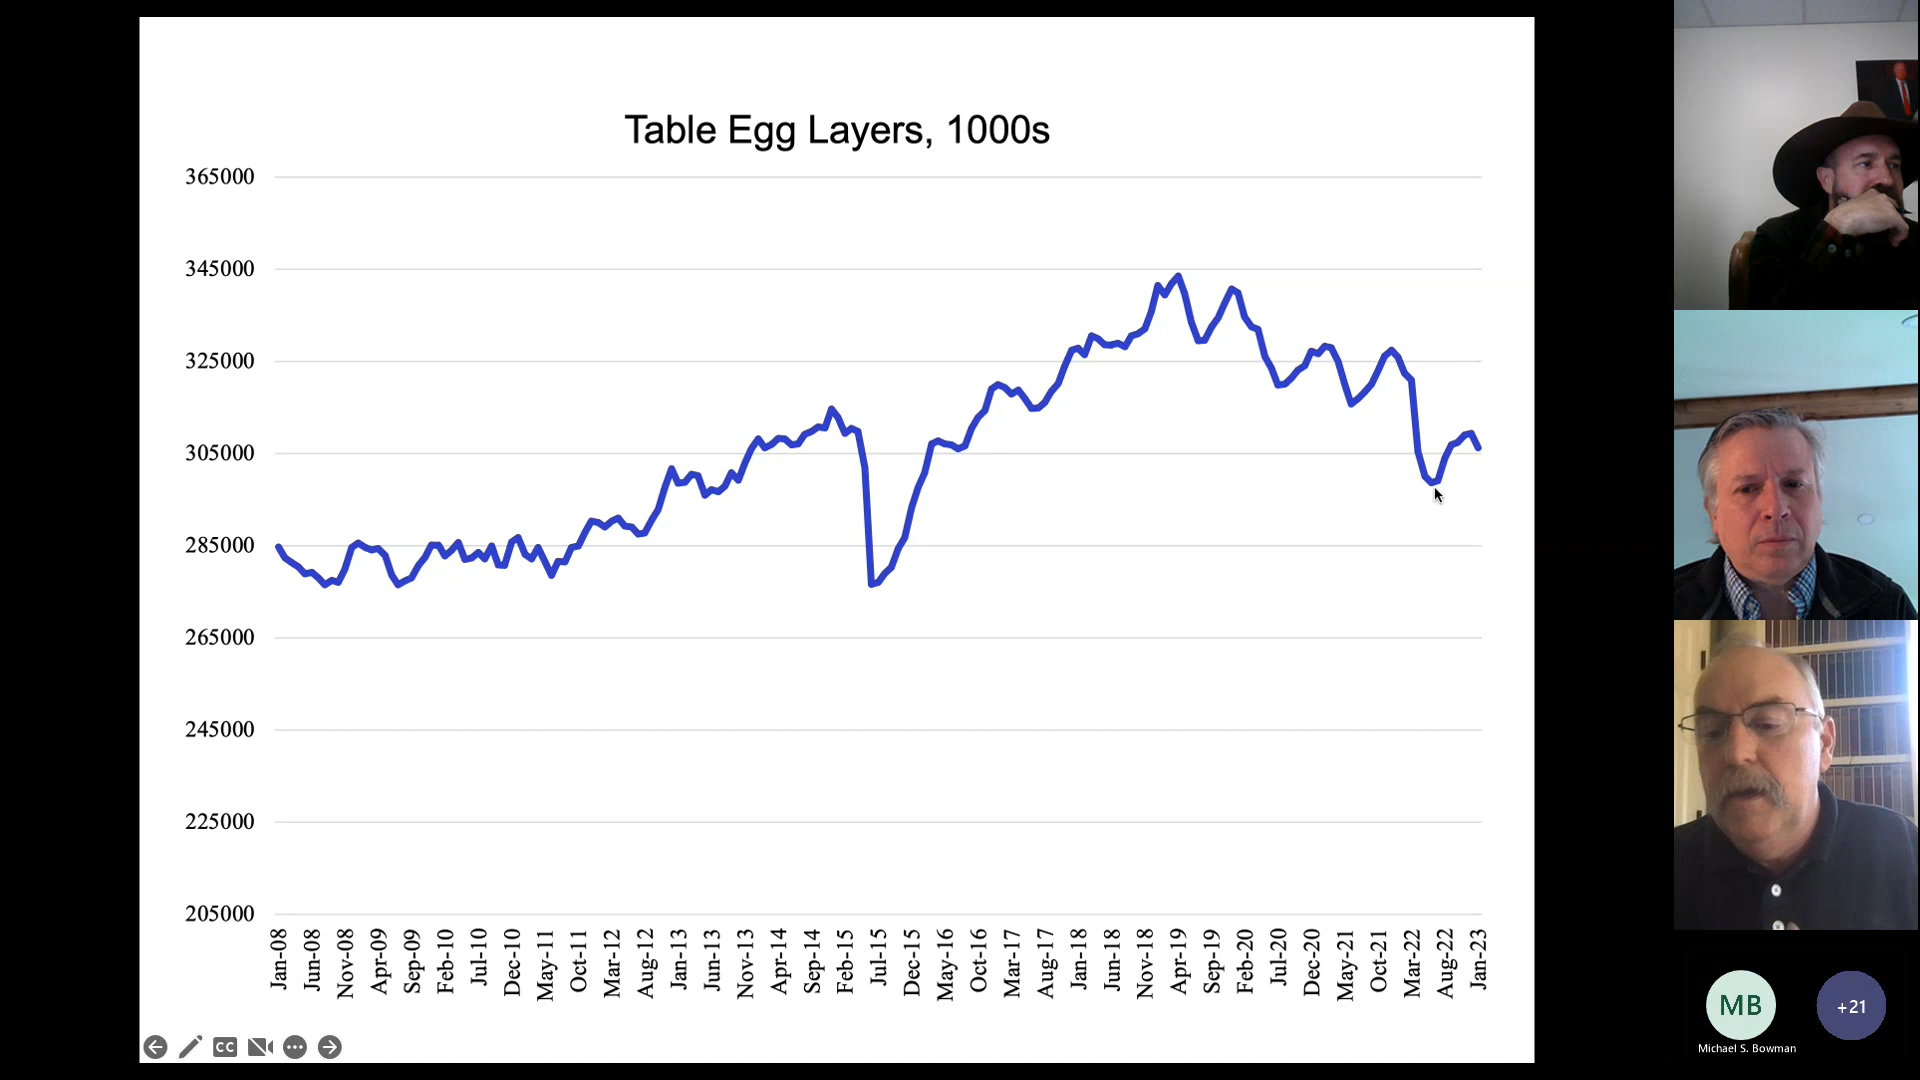 Table Egg Layers, 1000s
365000
345000
325000
305000
285000
265000
245000
225000
205000
Jan-08
Jun-08
Nov-08
Apr-09
Sep-09
Feb-10
Jul-10
Dec-10
May-11
Oct-11
Mar-12
Aug-12
Jan-13
Jun-13
Nov-13
Apr-14
Sep-14
Feb-15
Jul-15
Dec-15
May-16
Oct-16
Mar-17
Aug-17
Jan-18
Jun-18
Nov-18
Apr-19
Sep-19
Feb-20
Jul-20
Dec-20
May-21
Oct-21
Mar-22
Aug-22
Jan-23
CC
MB
+21
Michael S. Bowman